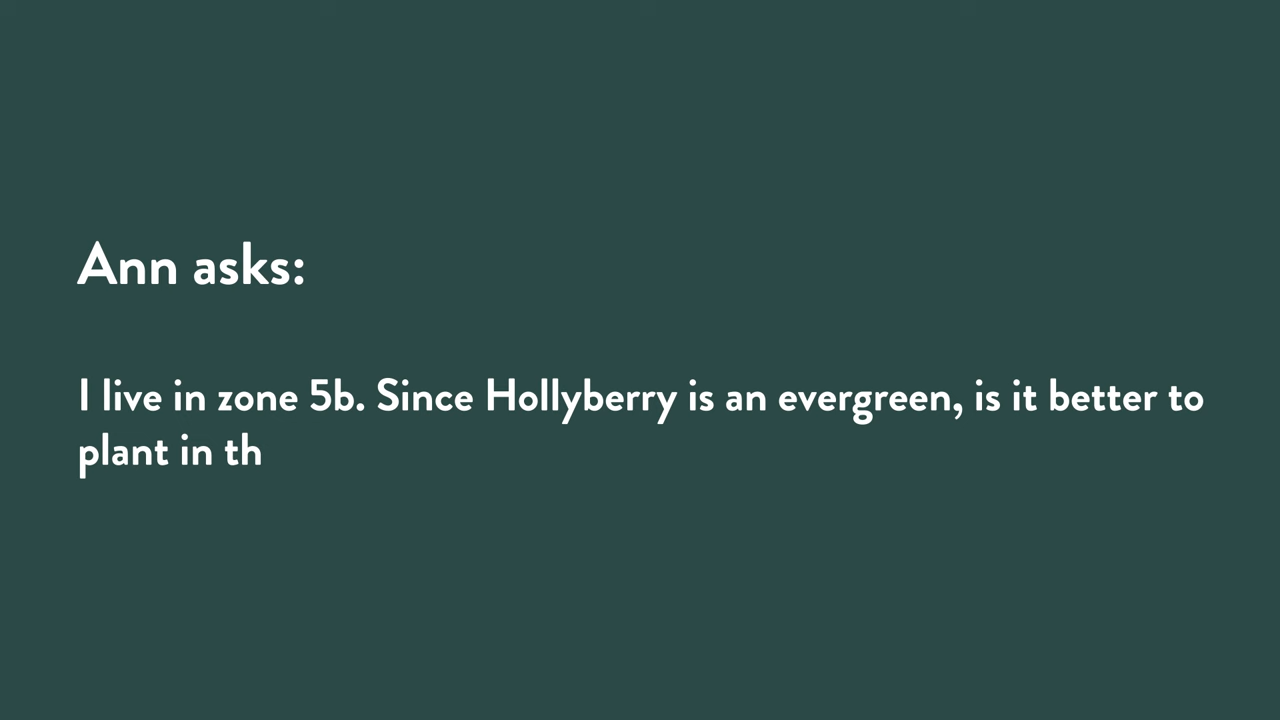 Ann asks:
I live in zone 5b. Since Hollyberry is an evergreen, is it better to
plant in th